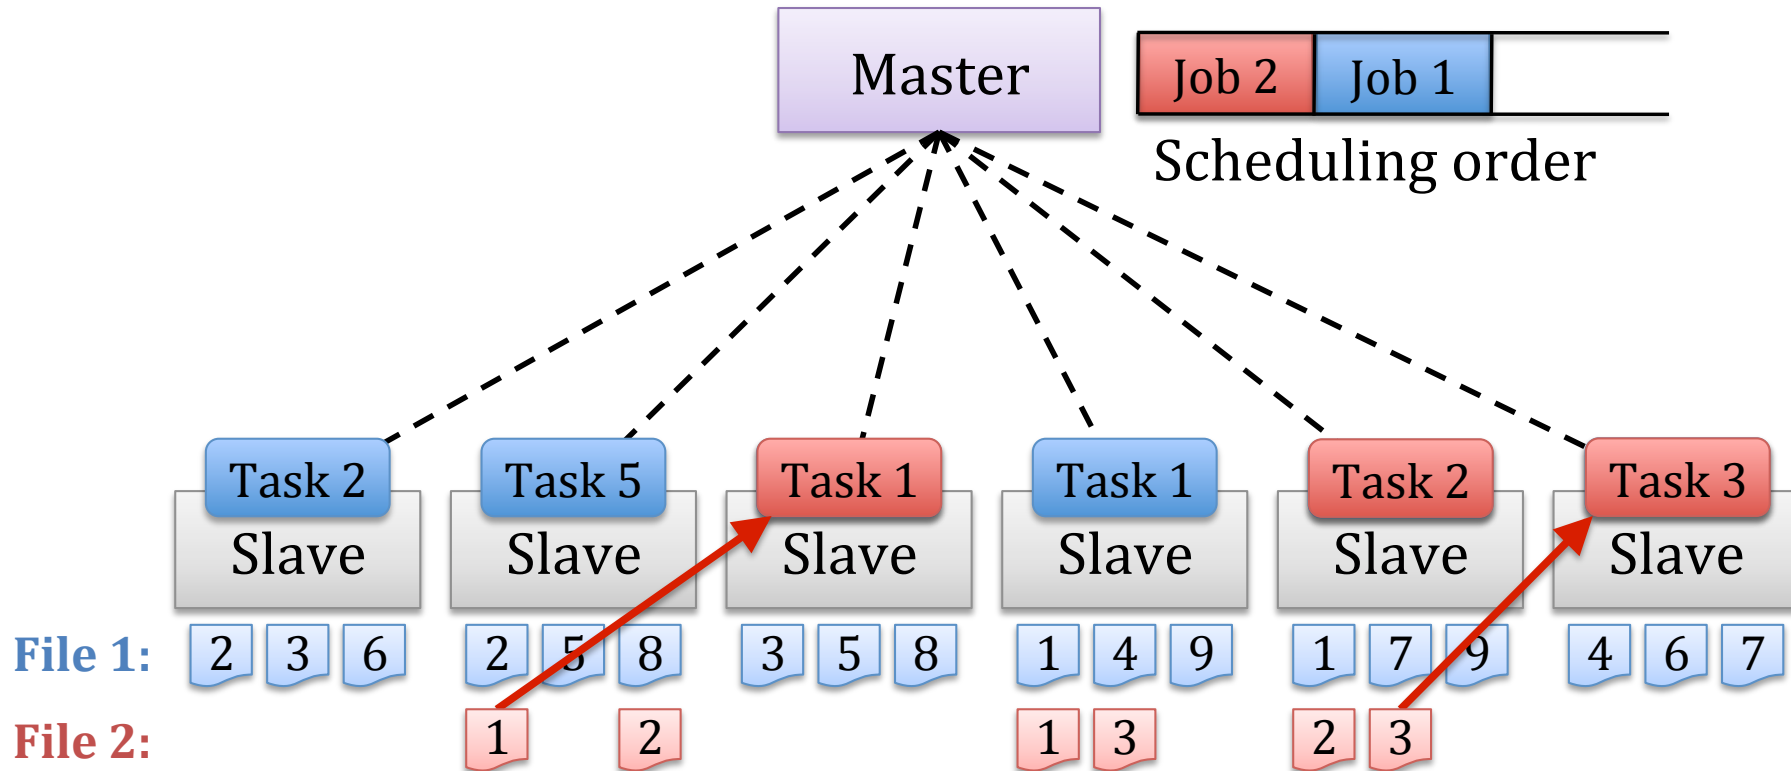 Master
Job 2 Job 1
Scheduling order
Task 2 Task 5 Task 1 Task 1 Task 2 Task 3
Slave Slave Slave Slave Slave Slave
File 1: 2 3 6 2 5 8 3 5 8 1 4 9 1 7 9 4 6 7
File 2: 1 2 1 3 2 3